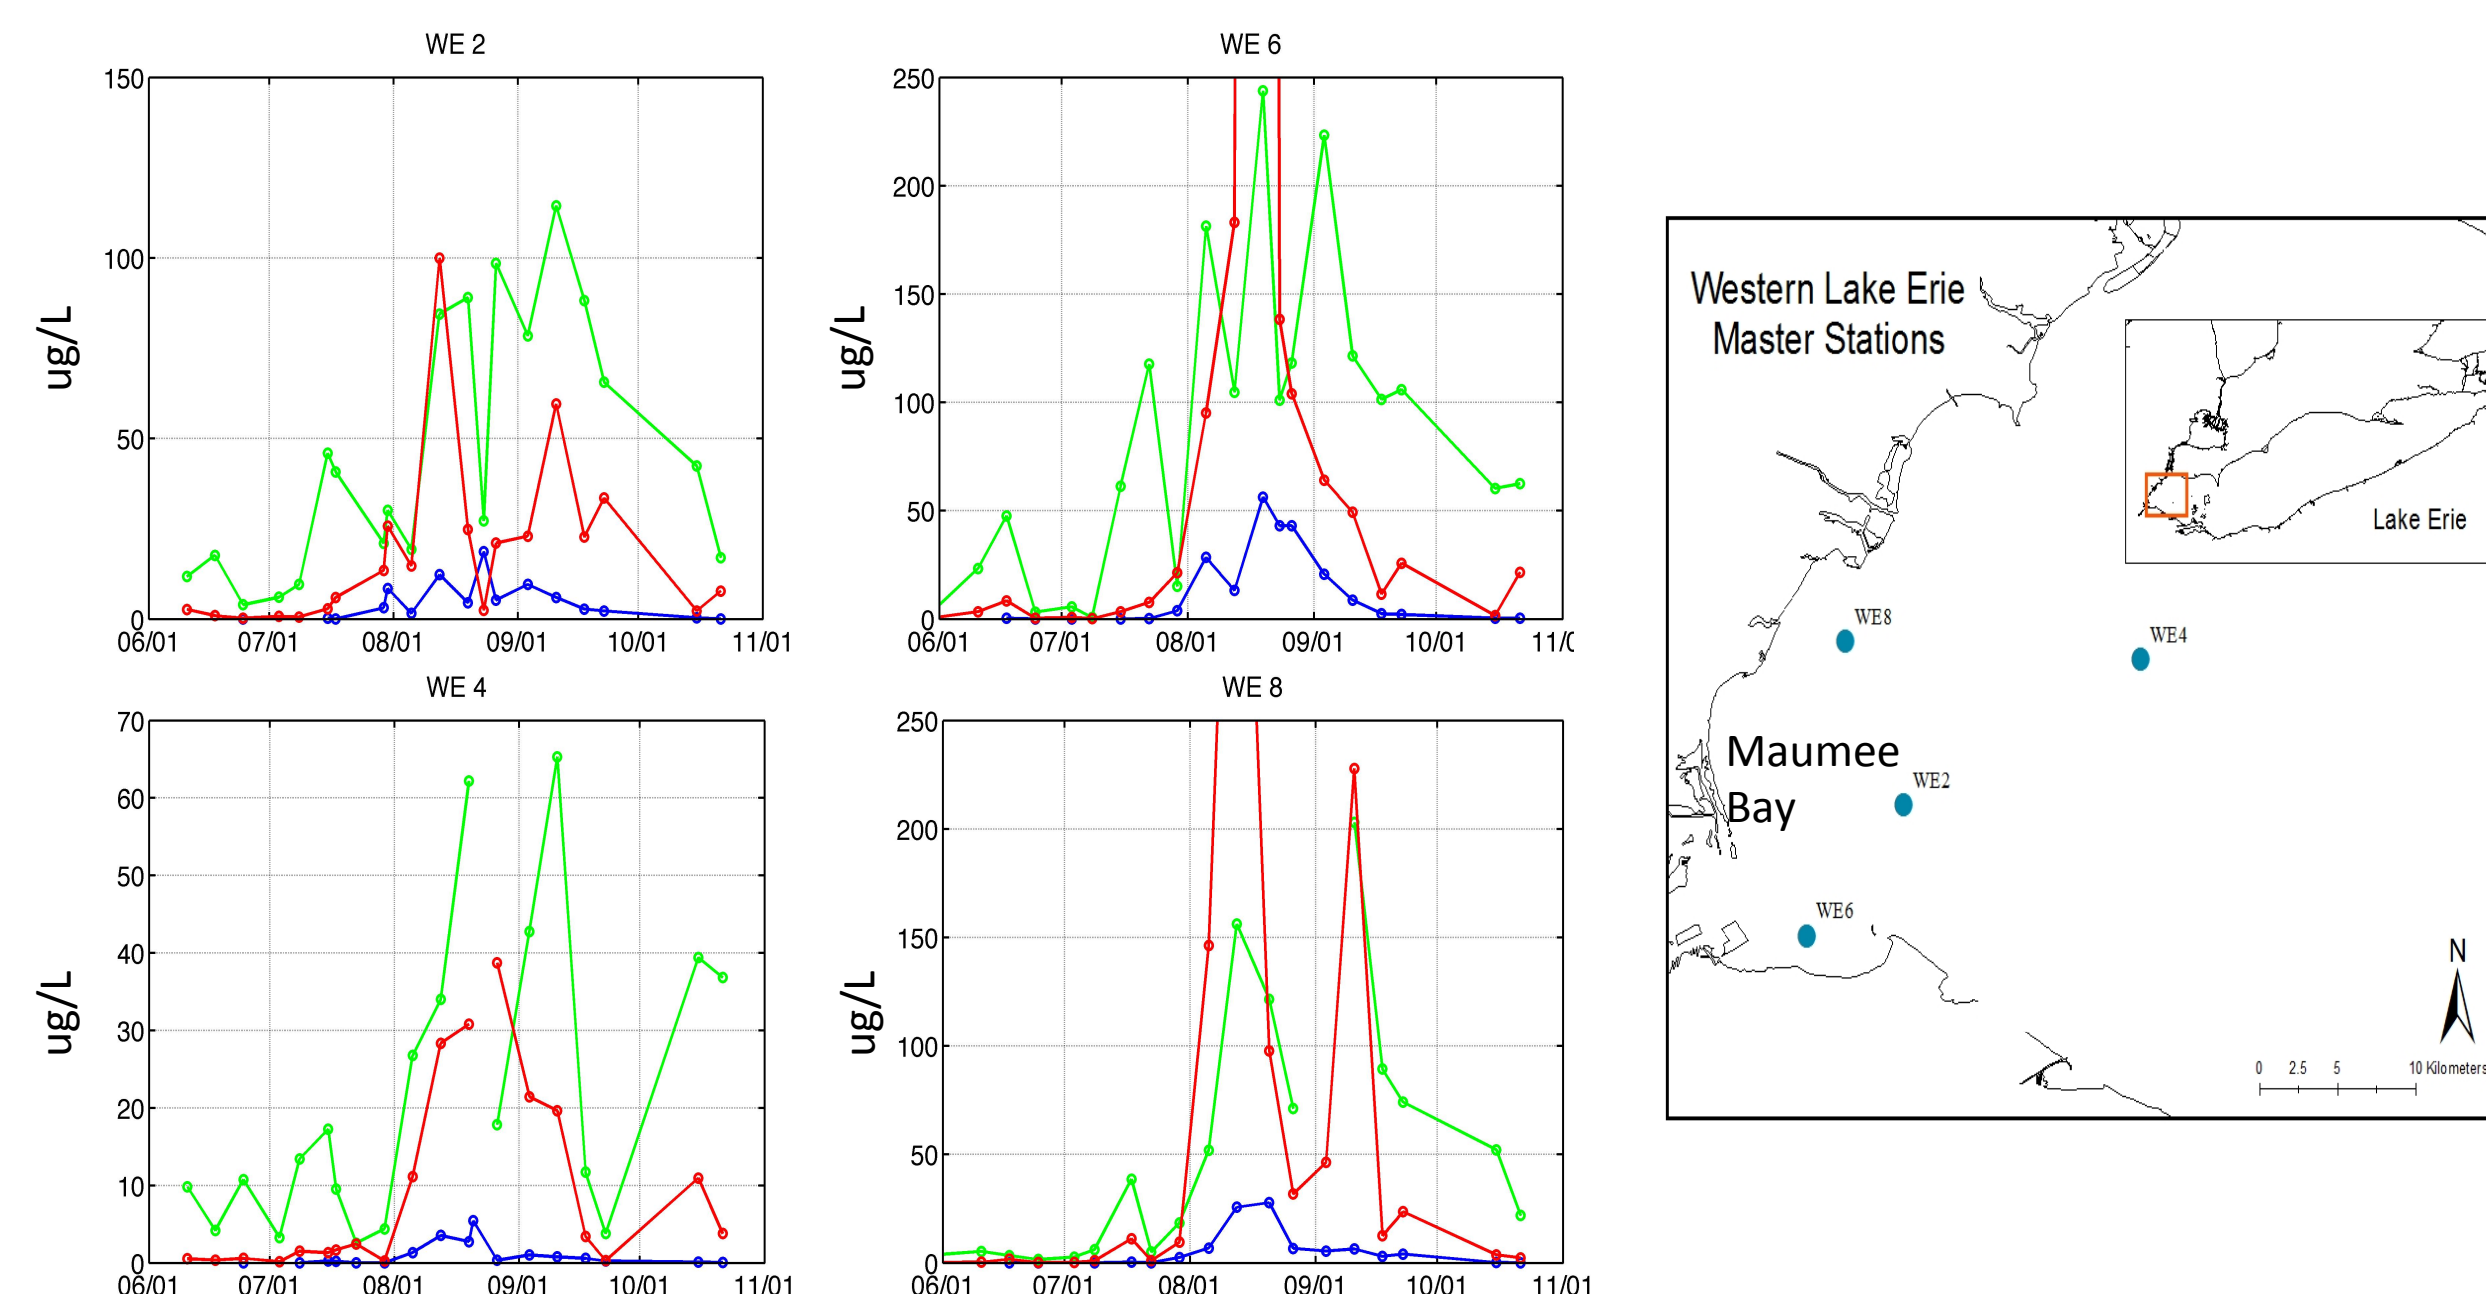 WE 2
150
100
50
0
ug/L
06/01 07/01 08/01 09/01 10/01 11/01
WE 6
250
200
150
100
50
0
ug/L
06/01 07/01 08/01 09/01 10/01 11/0
WE 4
70
60
50
40
30
20
10
0
ug/L
06/01 07/01 08/01 09/01 10/01 11/01
WE 8
250
200
150
100
50
0
ug/L
06/01 07/01 08/01 09/01 10/01 11/01
Western Lake Erie
Master Stations
Lake Erie
WE8
WE4
Maumee
Bay
WE2
WE6
N
0 2.5 5 10 Kilometers